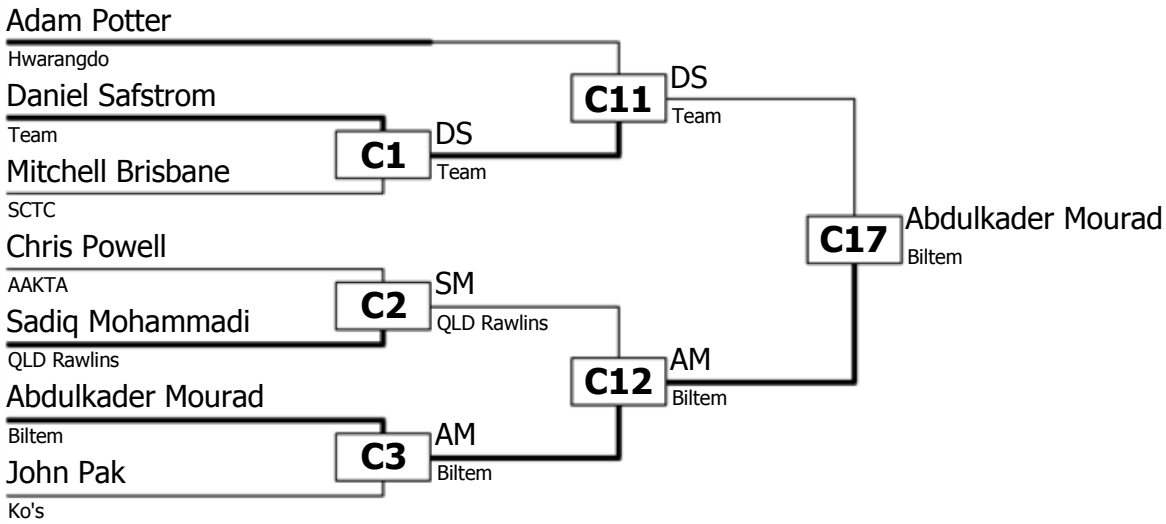 Adam Potter
Hwarangdo
Daniel Safstrom
Team
Mitchell Brisbane
SCTC
Chris Powell
AAKTA
Sadiq Mohammadi
QLD Rawlins
Abdulkader Mourad
Biltem
John Pak
Ko's
C1
DS
Team
C2
SM
QLD Rawlins
C3
AM
Biltem
C11
DS
Team
C12
AM
Biltem
C17
Abdulkader Mourad
Biltem